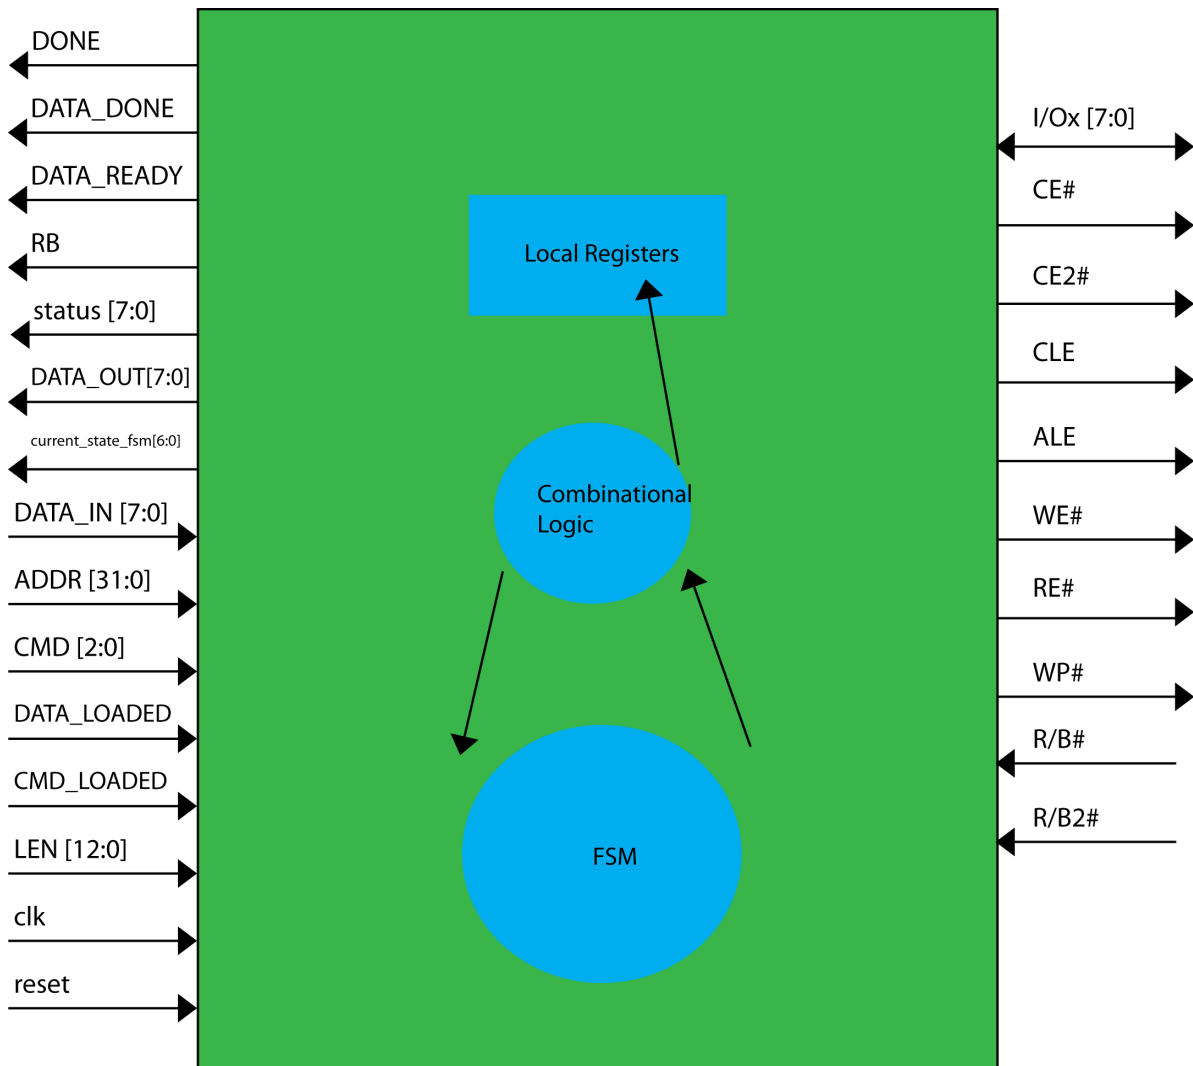 DONE
DATA_DONE
DATA_READY
RB
status [7:0]
DATA_OUT[7:0]
current_state_fsm[6:0]
DATA_IN [7:0]
ADDR [31:0]
CMD [2:0]
DATA_LOADED
CMD_LOADED
LEN [12:0]
clk
reset
Local Registers
Combinational
Logic
FSM
I/Ox [7:0]
CE#
CE2#
CLE
ALE
WE#
RE#
WP#
R/B#
R/B2#